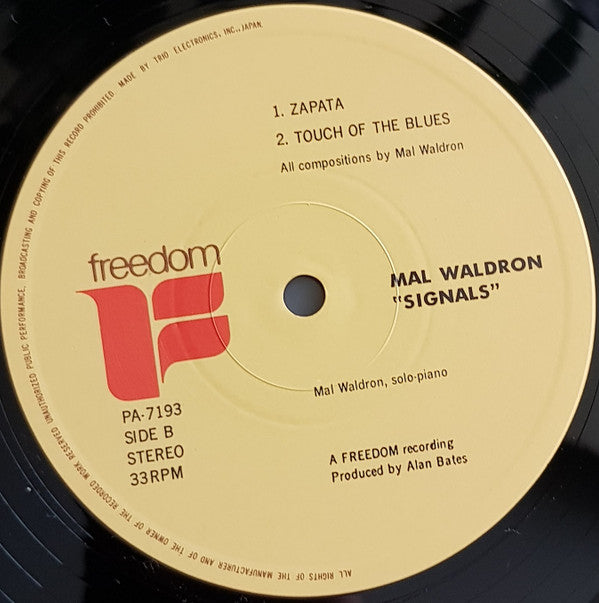 1. ZAPATA
2. TOUCH OF THE BLUES
All compositions by Mal Waldron
freedom
MAL WALDRON
"SIGNALS"
Mal Waldron, solo-piano
PA-7193
SIDE B
STEREO
33RPM
A FREEDOM recording
Produced by Alan Bates
ALL RIGHTS OF THE MANUFACTURER AND OF THE OWNER OF THE RECORDED WORK RESERVED UNAUTHORIZED PUBLIC PERFORMANCE, BROADCASTING AND COPYING OF THIS RECORD PROHIBITED. MADE BY TRIO ELECTRONICS, INC., JAPAN.